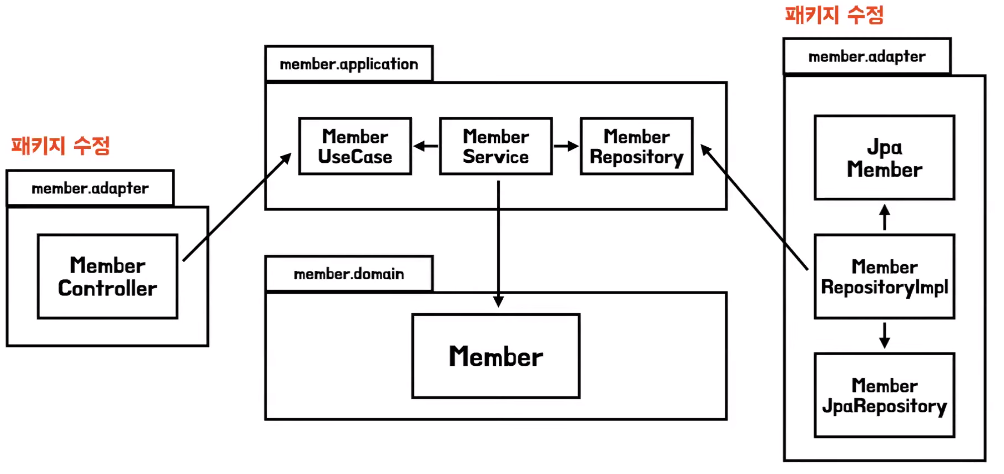 패키지 수정
member.adapter
Member
Controller
member.application
Member
UseCase
Member
Service
Member
Repository
member.domain
Member
패키지 수정
member.adapter
Jpa
Member
Member
RepositoryImpl
Member
JpaRepository